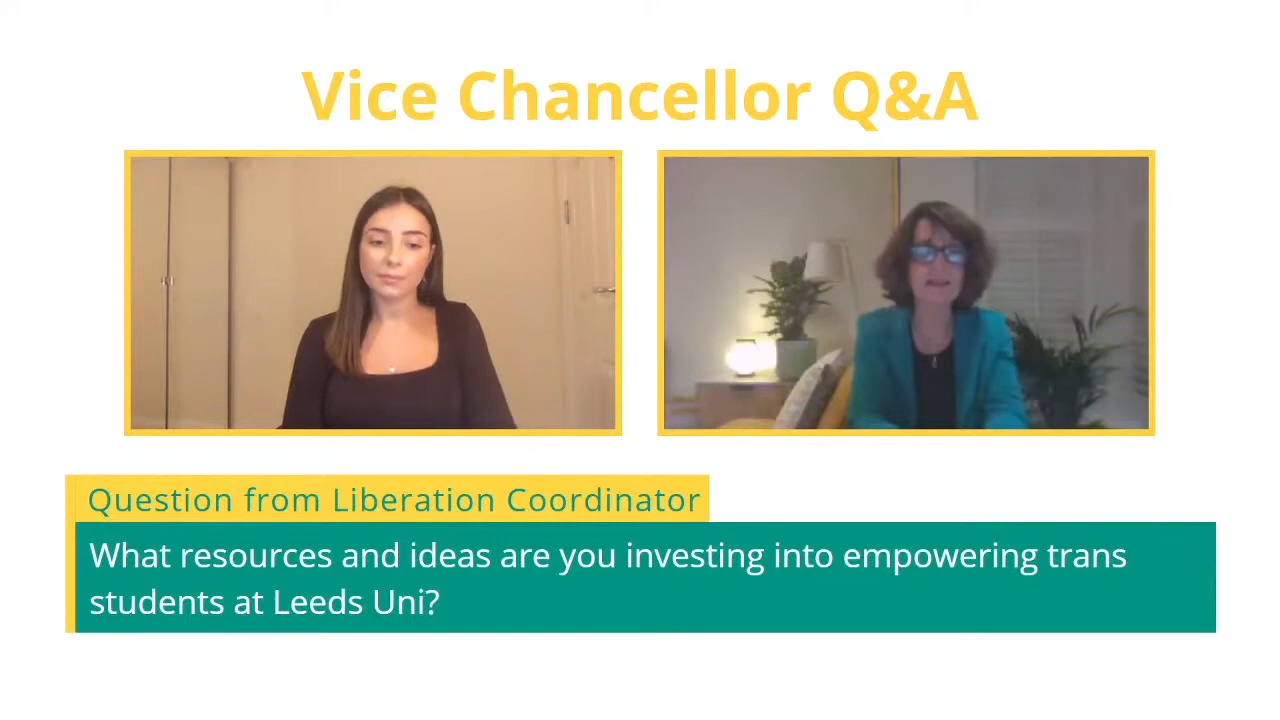 Vice Chancellor Q&A
Question from Liberation Coordinator
What resources and ideas are you investing into empowering trans
students at Leeds Uni?